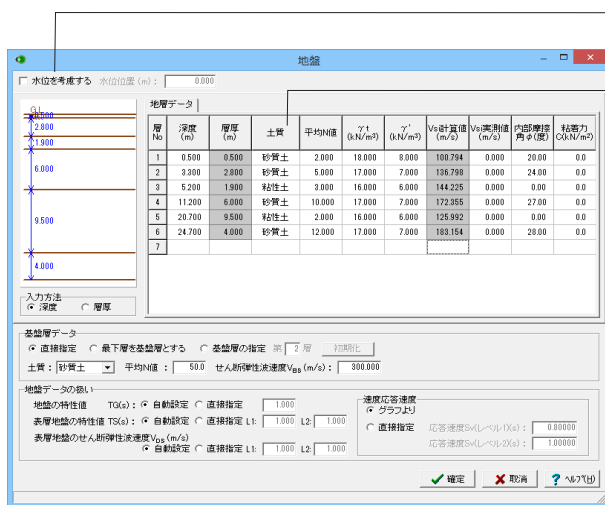 地盤
水位を考慮する 水位位置 (m) : 0.000
地層データ
G.L
0.500
2.800
1.900
6.000
9.500
4.000
層No 深度(m) 層厚(m) 土質 平均N値 γt(kN/m³) γ'(kN/m³) Vsi計算値(m/s) Vsi実測値(m/s) 内部摩擦角φ(度) 粘着力C(kN/m²)
1 0.500 0.500 砂質土 2.000 18.000 8.000 100.794 0.000 20.00 0.0
2 3.300 2.800 砂質土 5.000 17.000 7.000 136.798 0.000 24.00 0.0
3 5.200 1.900 粘性土 3.000 16.000 6.000 144.225 0.000 0.00 0.0
4 11.200 6.000 砂質土 10.000 17.000 7.000 172.355 0.000 27.00 0.0
5 20.700 9.500 粘性土 2.000 16.000 6.000 125.992 0.000 0.00 0.0
6 24.700 4.000 砂質土 12.000 17.000 7.000 183.154 0.000 28.00 0.0
7
入力方法
深度 層厚
基盤層データ
直接指定 最下層を基盤層とする 基盤層の指定 第 2 層 初期化
土質 : 砂質土 平均N値 : 50.0 せん断弾性波速度VBS(m/s) : 300.000
地盤データの扱い
地盤の特性値 TG(s) : 自動設定 直接指定 1.000
表層地盤の特性値 TS(s) : 自動設定 直接指定 L1: 1.000 L2: 1.000
表層地盤のせん断弾性波速度VDS(m/s)
自動設定 直接指定 L1: 1.000 L2: 1.000
速度応答速度
グラフより
直接指定 応答速度Sv(レベル1)(s) : 0.80000
応答速度Sv(レベル2)(s) : 1.00000
確定 取消 ? ヘルプ(H)